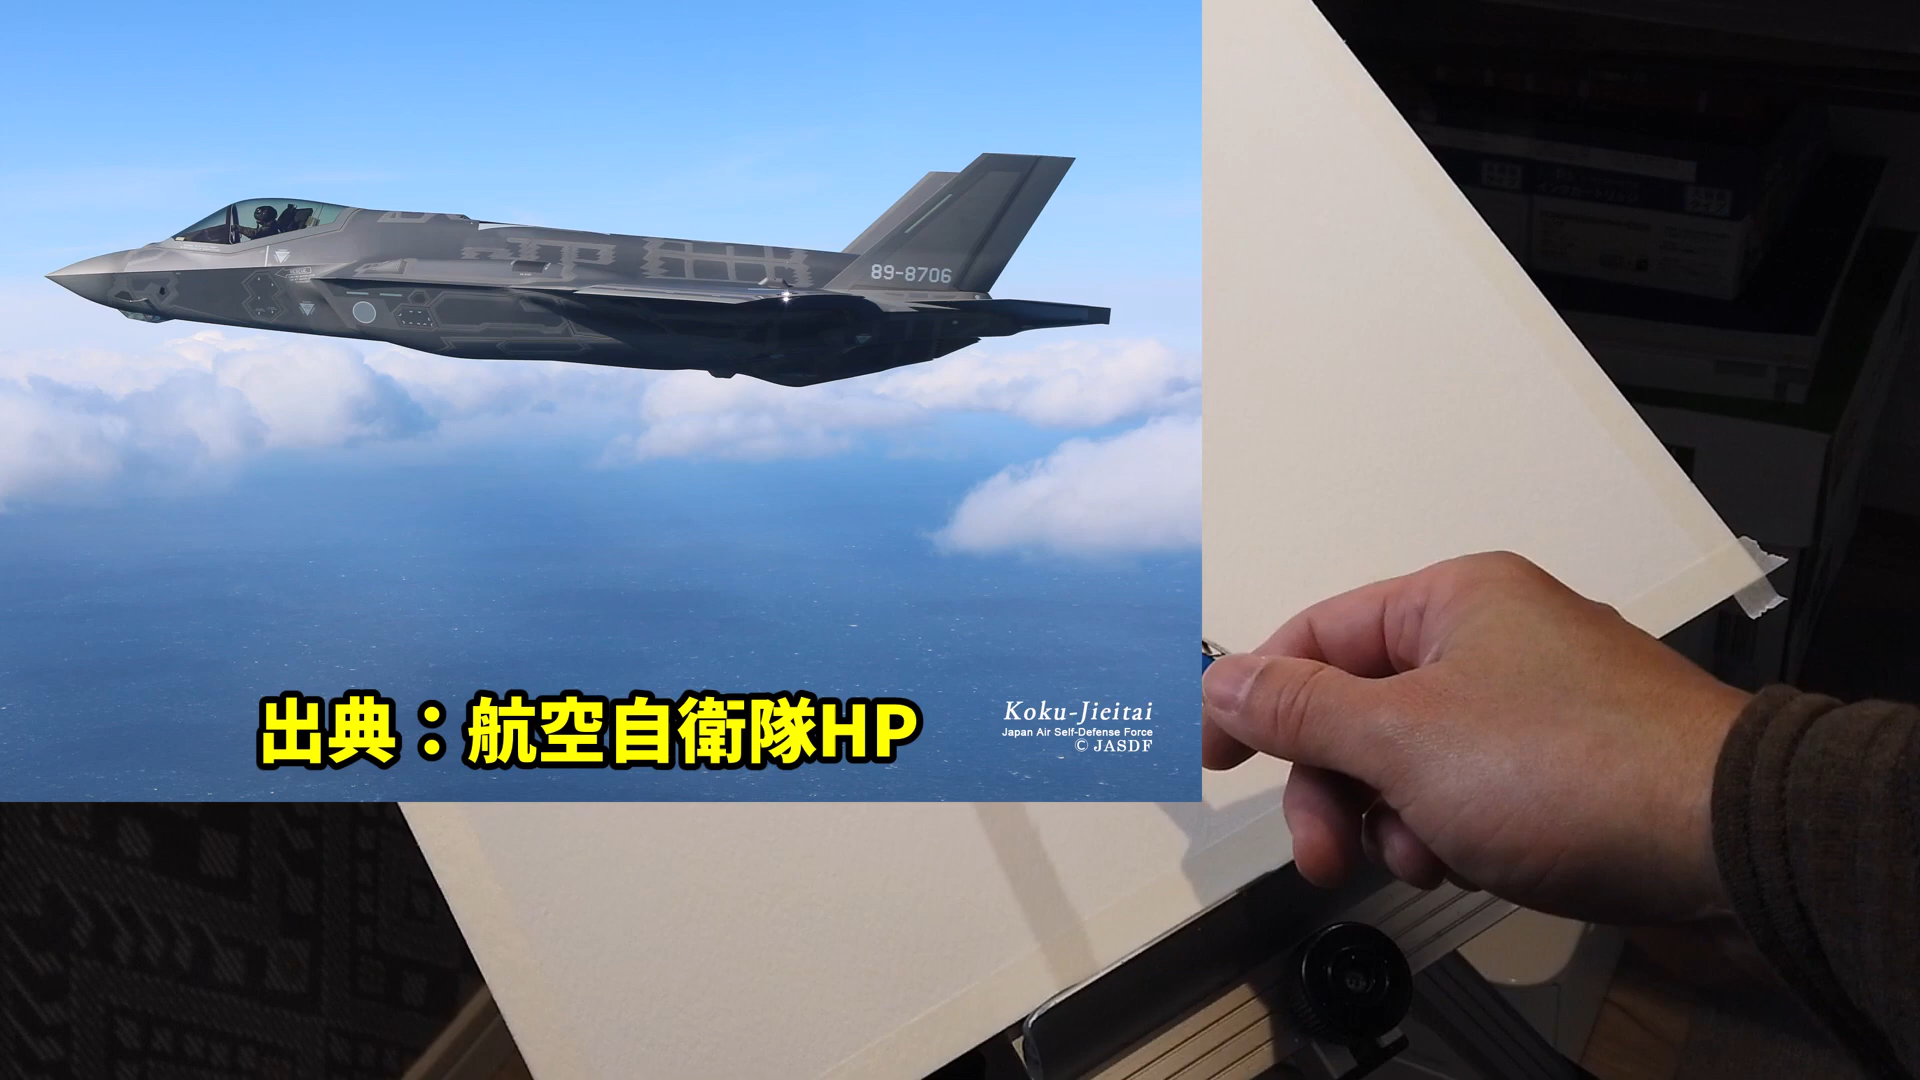 89-8706
出典：航空自衛隊HP
Koku-Jieitai
Japan Air Self-Defense Force
© JASDF